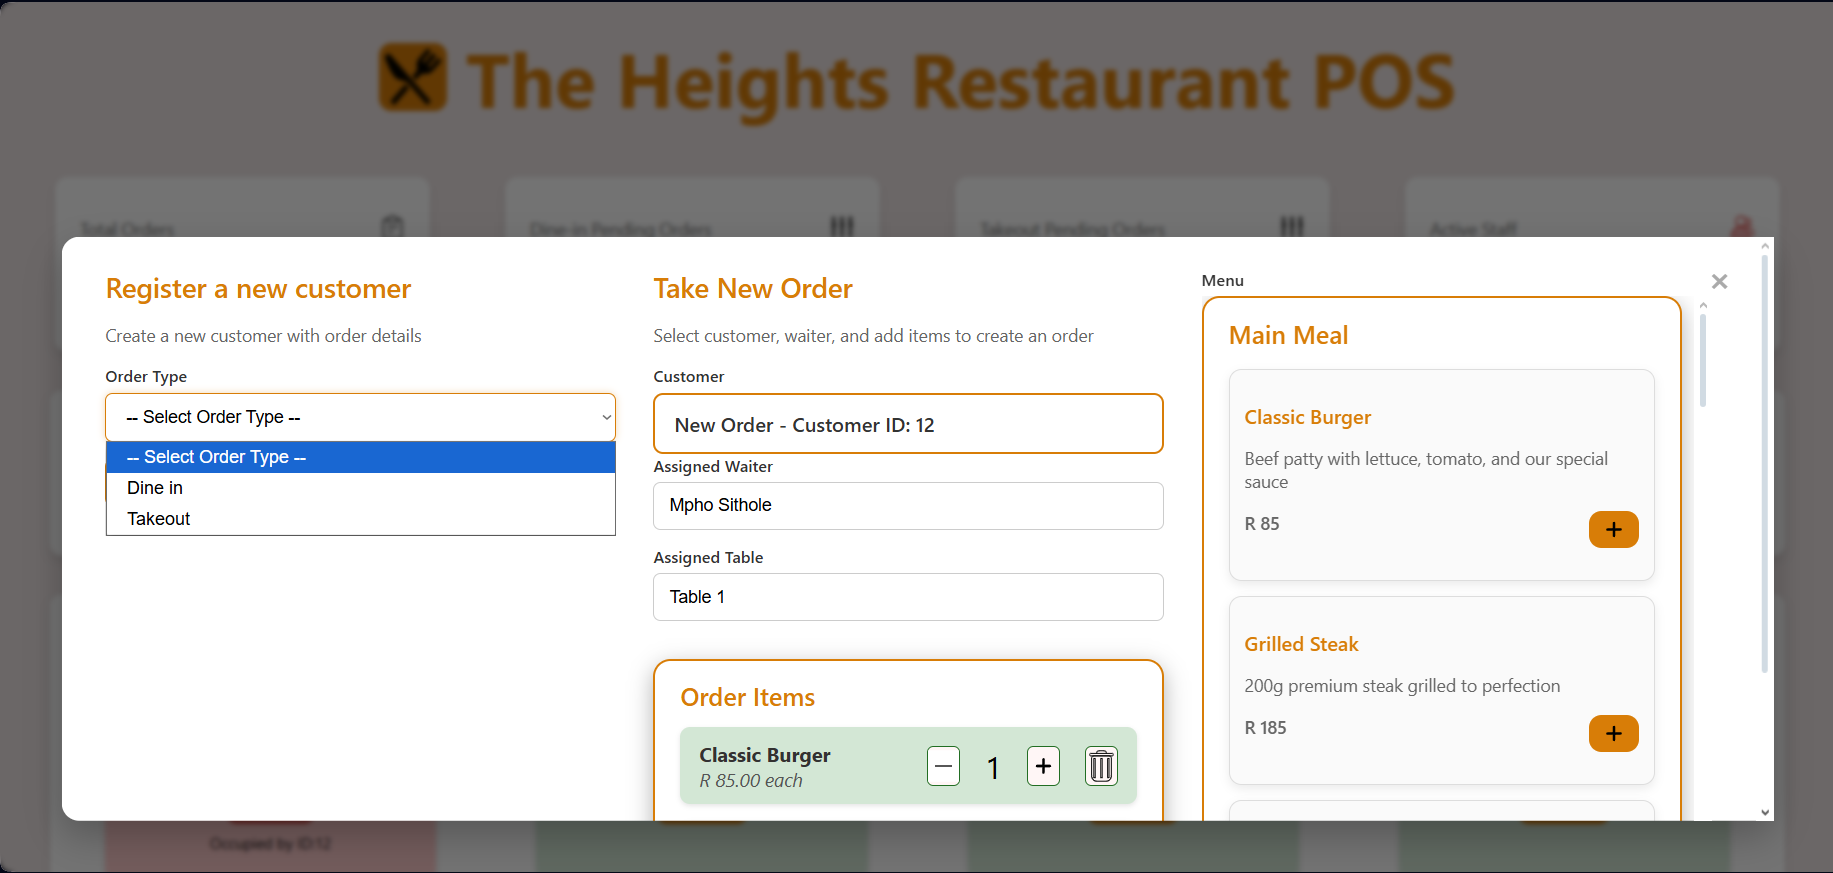 The Heights Restaurant POS
Total Orders
Dine-in Pending Orders
Takeout Pending Orders
Active Staff
Register a new customer
Create a new customer with order details
Order Type
-- Select Order Type --
-- Select Order Type --
Dine in
Takeout
Take New Order
Select customer, waiter, and add items to create an order
Customer
New Order - Customer ID: 12
Assigned Waiter
Mpho Sithole
Assigned Table
Table 1
Order Items
Classic Burger
R 85.00 each
1
Menu
Main Meal
Classic Burger
Beef patty with lettuce, tomato, and our special
sauce
R 85
Grilled Steak
200g premium steak grilled to perfection
R 185
Occupied by ID:12